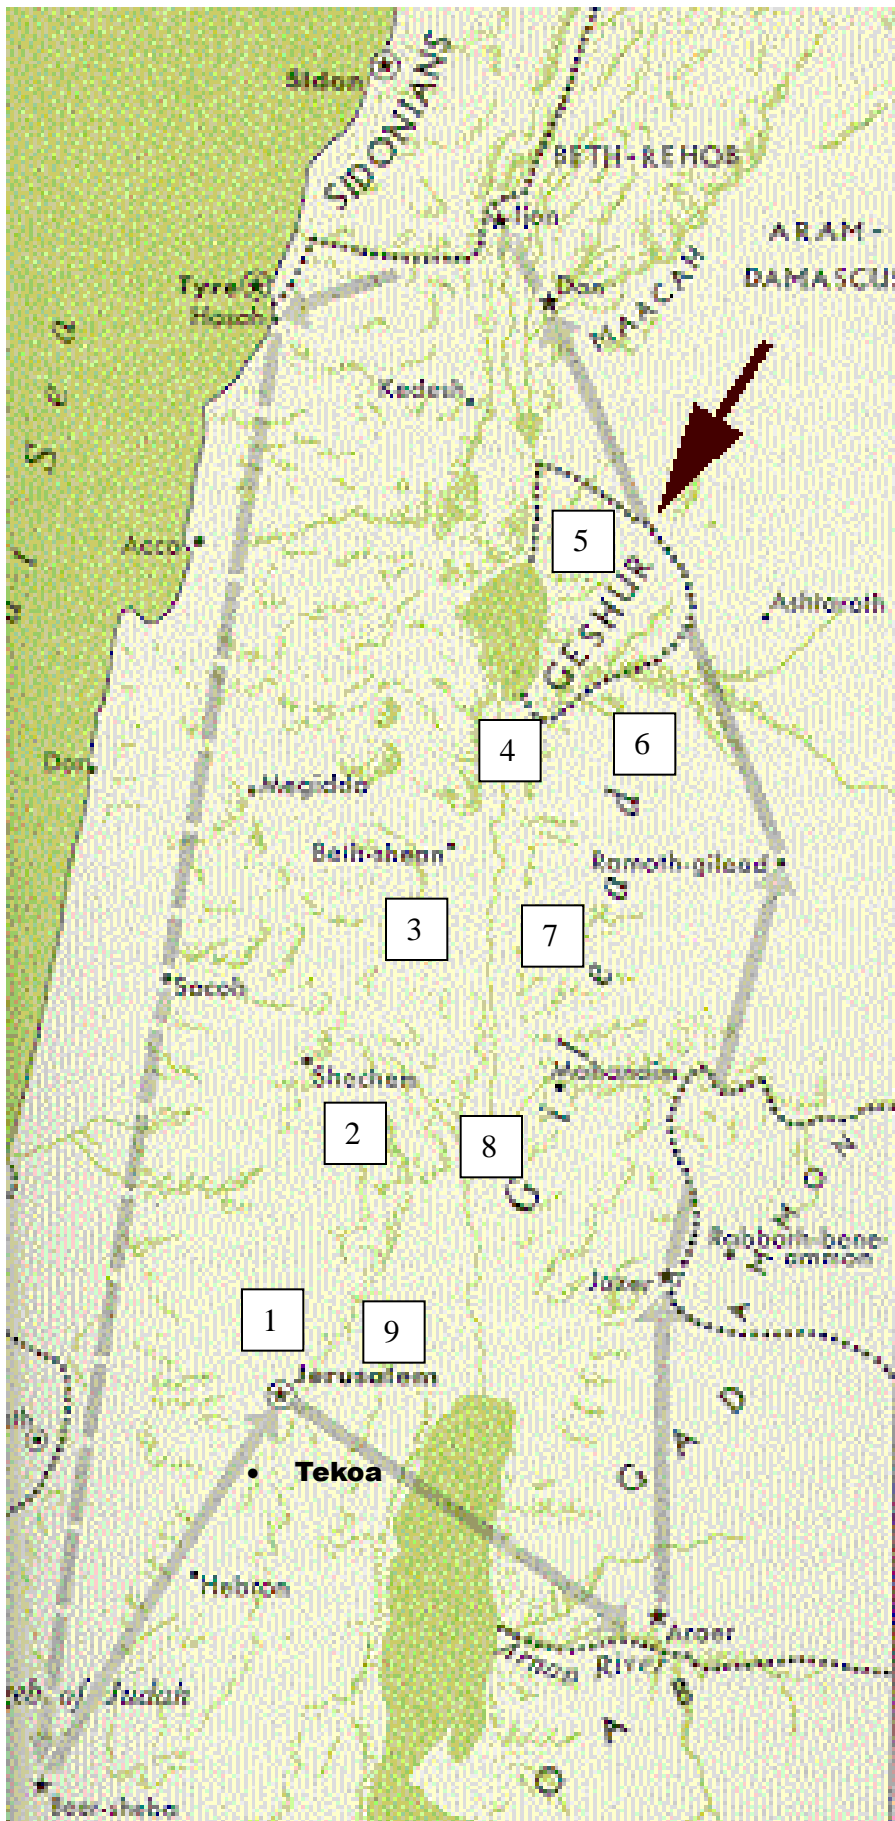 Sidon
SIDONIANS
BETH-REHOB
Ijon
ARAM-
DAMASCUS
Tyre
Hosah
Dan
MAACAH
Sea
Kedesh
Acco
5
GESHUR
Ashtaroth
4
6
Dor
Megiddo
Beth-shean
Ramoth-gilead
3
7
Gilead
Socoh
Shechem
Mahanaim
2
8
AMMON
Rabbath-bene-
ammon
Jazer
1
9
Jerusalem
GAD
Tekoa
Hebron
Aroer
Arnon River
of Judah
OAB
Beer-sheba